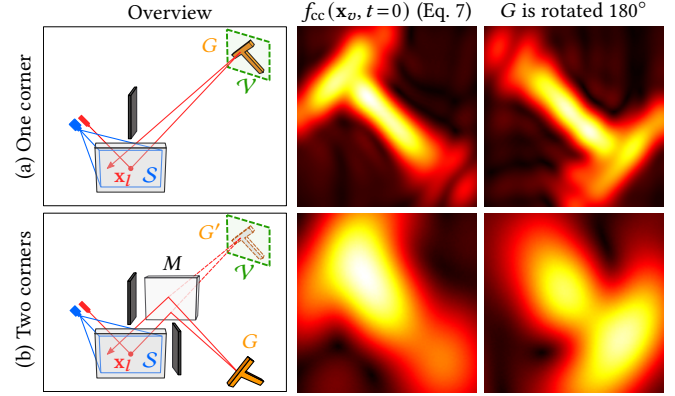 Overview
f_cc(x_v, t=0) (Eq. 7)
G is rotated 180°
(a) One corner
G
𝒱
x_l
𝒮
(b) Two corners
G′
𝒱
M
x_l
𝒮
G